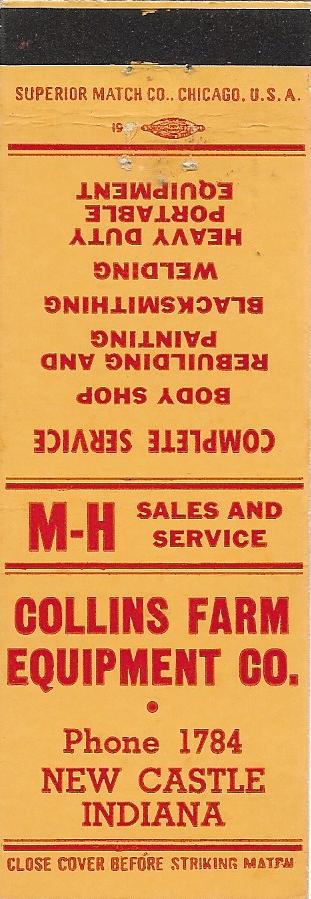 SUPERIOR MATCH CO., CHICAGO, U.S.A.
19
COMPLETE SERVICE
BODY SHOP
REBUILDING AND
PAINTING
BLACKSMITHING
WELDING
HEAVY DUTY
PORTABLE
EQUIPMENT
M-H SALES AND
SERVICE
COLLINS FARM
EQUIPMENT CO.
•
Phone 1784
NEW CASTLE
INDIANA
CLOSE COVER BEFORE STRIKING MATCH